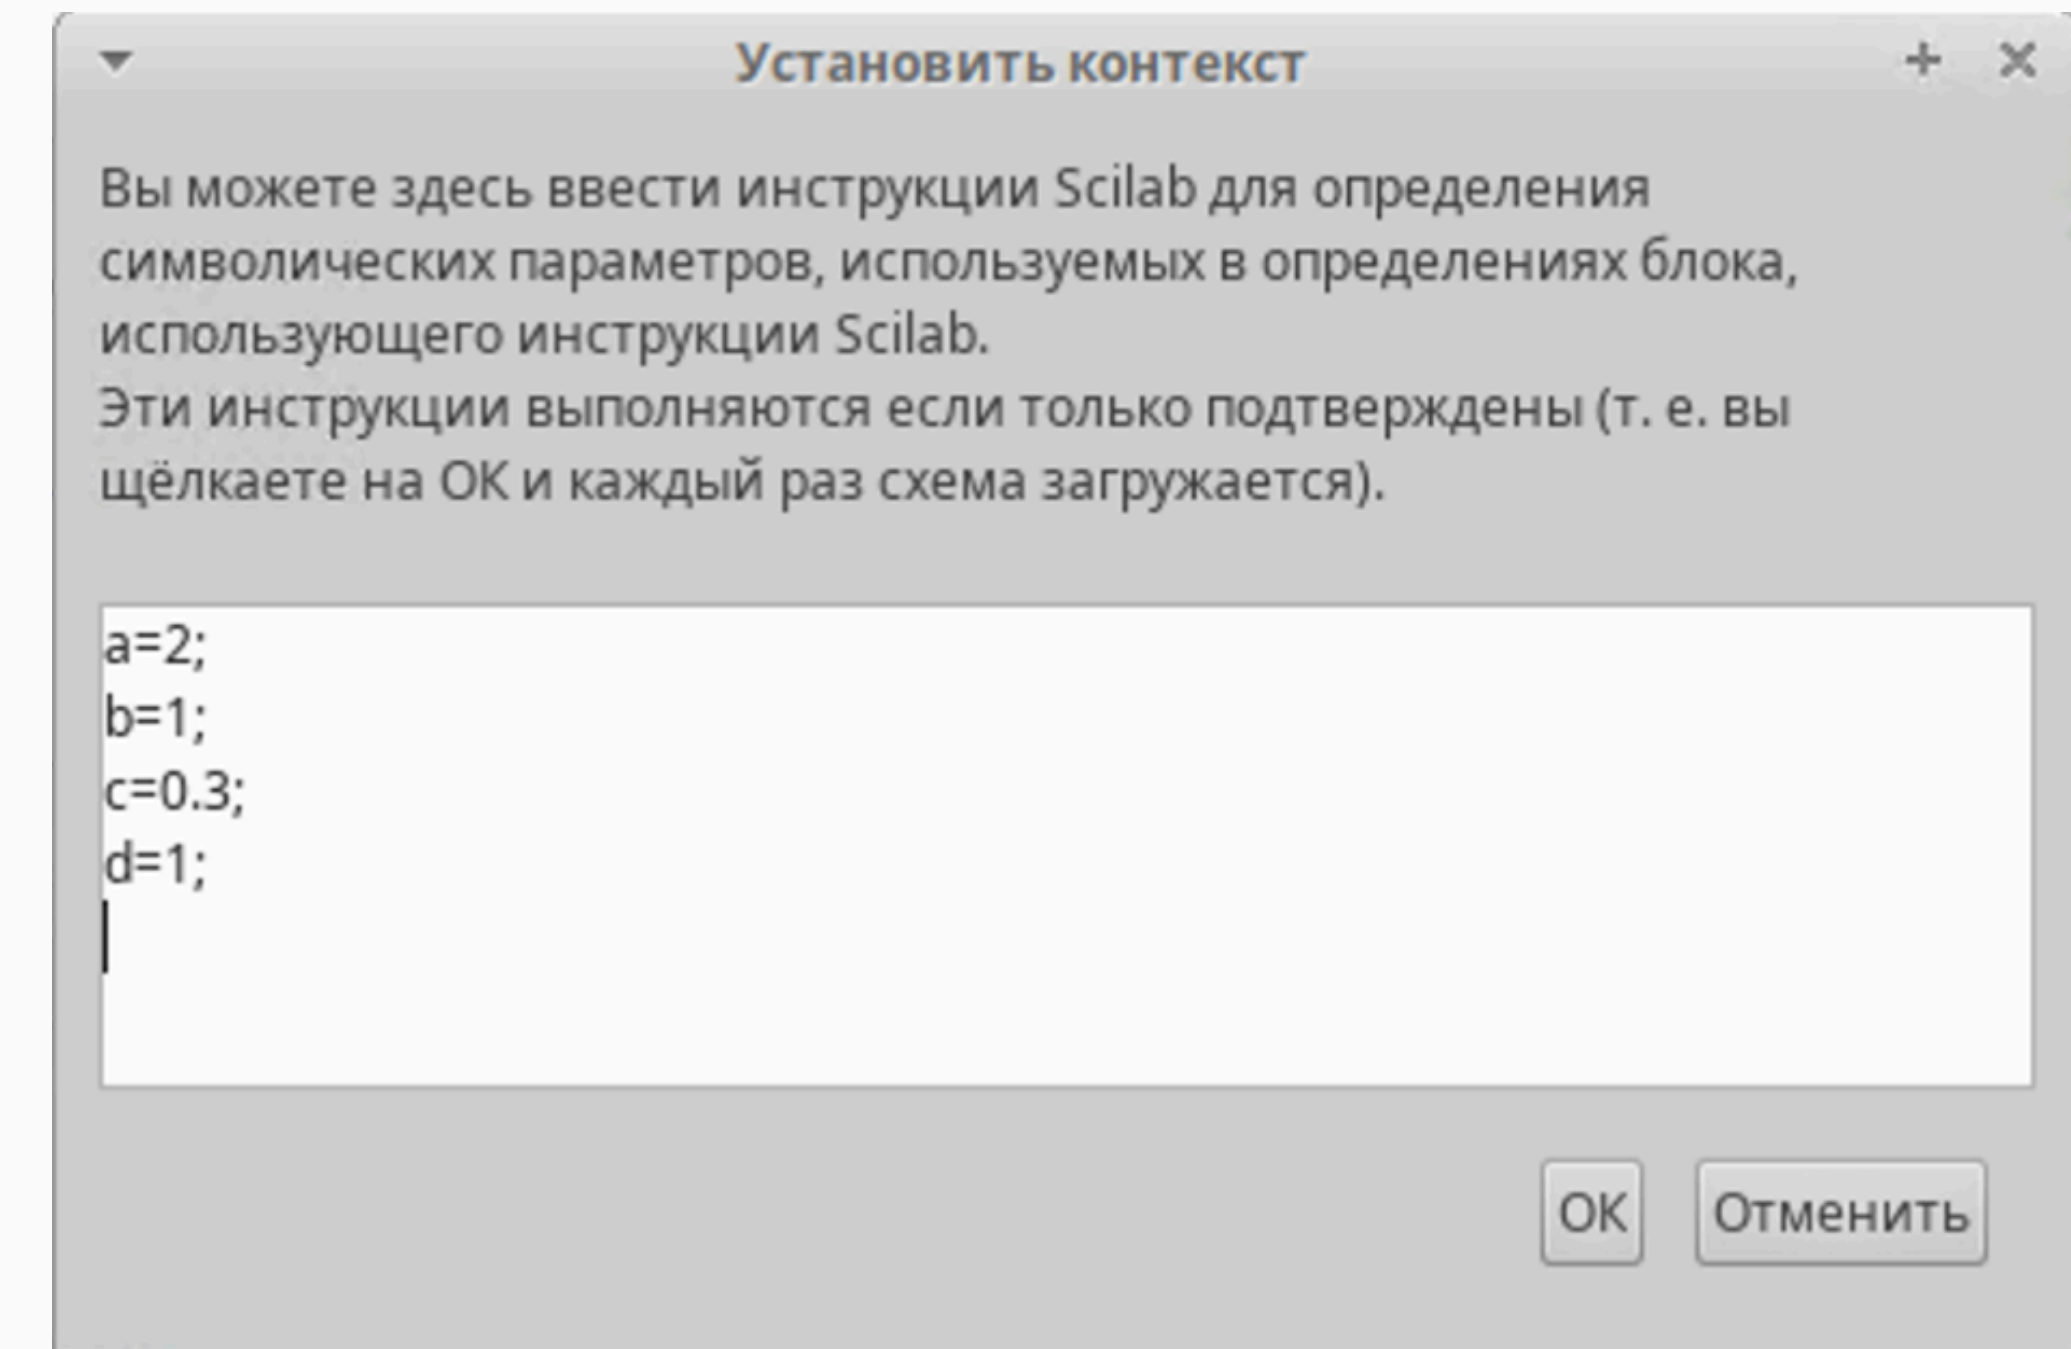 Установить контекст
Вы можете здесь ввести инструкции Scilab для определения
символических параметров, используемых в определениях блока,
использующего инструкции Scilab.
Эти инструкции выполняются если только подтверждены (т. е. вы
щёлкаете на ОК и каждый раз схема загружается).
a=2;
b=1;
c=0.3;
d=1;
ОК Отменить